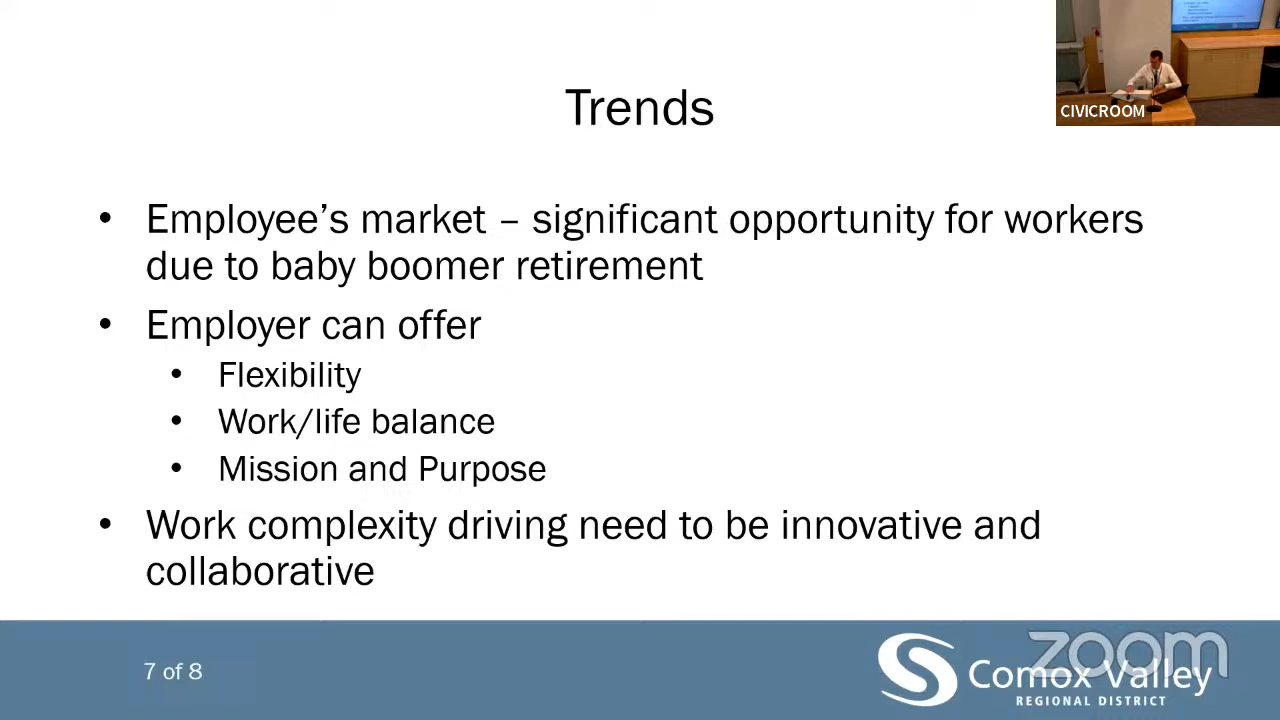 CIVICROOM
Trends
• Employee’s market – significant opportunity for workers
due to baby boomer retirement
• Employer can offer
• Flexibility
• Work/life balance
• Mission and Purpose
• Work complexity driving need to be innovative and
collaborative
7 of 8
zoom
Comox Valley
REGIONAL DISTRICT